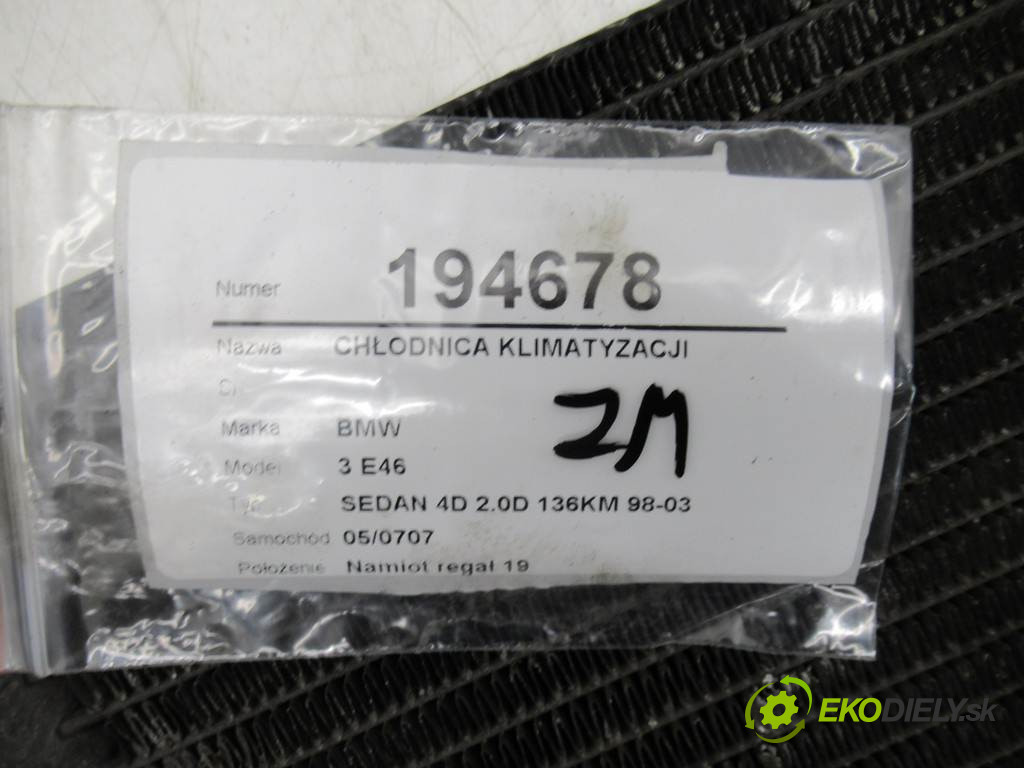 Numer 194678
Nazwa CHŁODNICA KLIMATYZACJI
Marka BMW
Model 3 E46
Typ SEDAN 4D 2.0D 136KM 98-03
Samochód 05/0707
Położenie Namiot regał 19
ZM
EKODIELY.sk